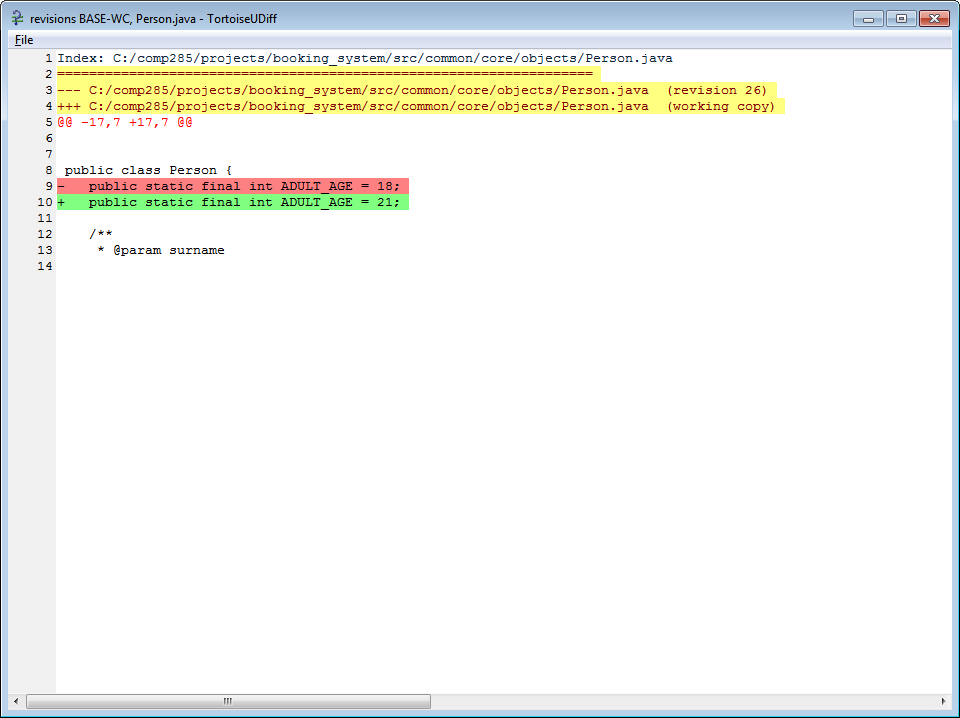 revisions BASE-WC, Person.java - TortoiseUDiff
File
1 Index: C:/comp285/projects/booking_system/src/common/core/objects/Person.java
2 ===================================================================
3 --- C:/comp285/projects/booking_system/src/common/core/objects/Person.java (revision 26)
4 +++ C:/comp285/projects/booking_system/src/common/core/objects/Person.java (working copy)
5 @@ -17,7 +17,7 @@
6
7
8 public class Person {
9 - public static final int ADULT_AGE = 18;
10 + public static final int ADULT_AGE = 21;
11
12 /**
13 * @param surname
14